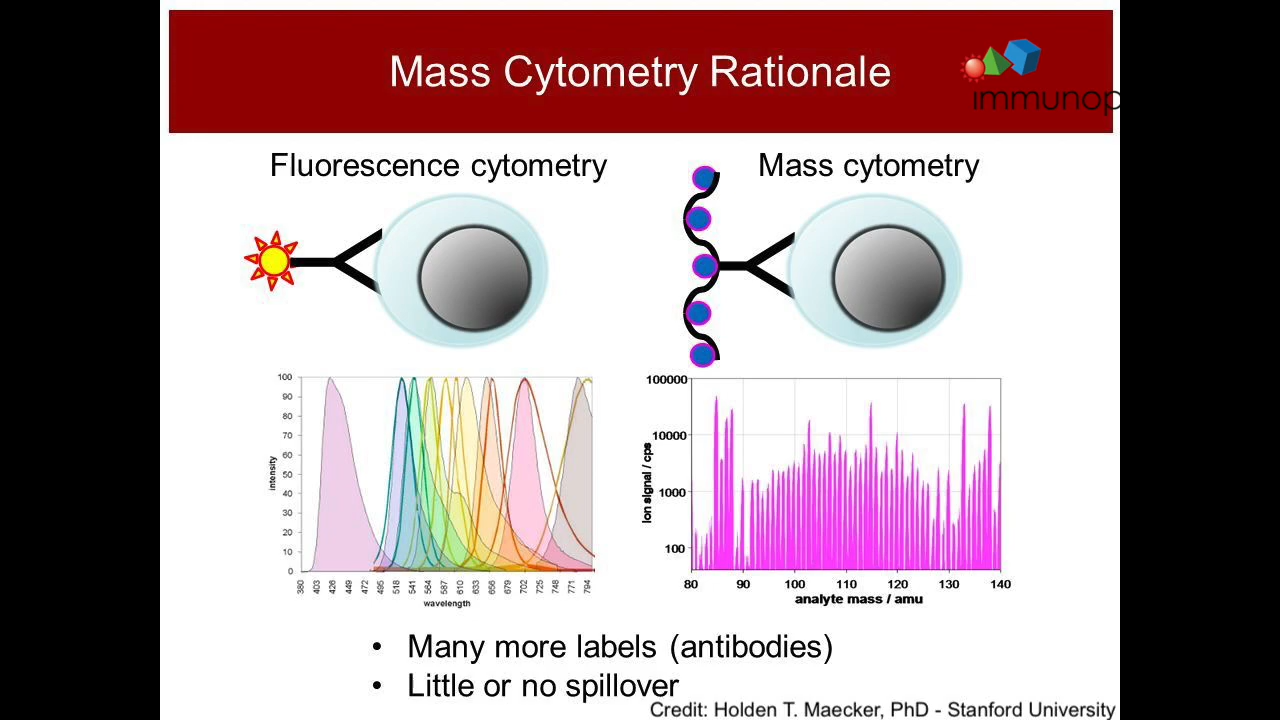 Mass Cytometry Rationale
immunop
Fluorescence cytometry
Mass cytometry
100
90
80
70
60
50
40
30
20
10
0
intensity
380 403 426 449 472 495 518 541 564 587 610 633 656 679 702 725 748 771 794
wavelength
100000
10000
1000
100
Ion signal / cps
80 90 100 110 120 130 140
analyte mass / amu
• Many more labels (antibodies)
• Little or no spillover
Credit: Holden T. Maecker, PhD - Stanford University